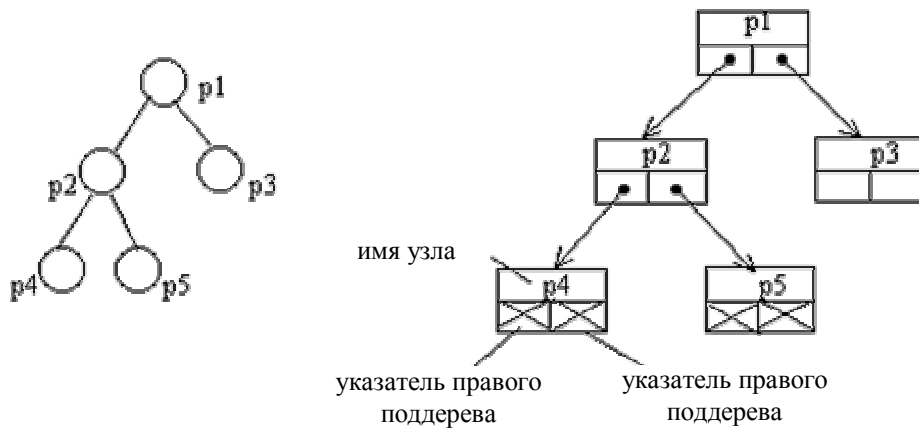 p1
p2
p3
p4
p5
p1
p2
p3
имя узла
p4
p5
указатель правого
поддерева
указатель правого
поддерева